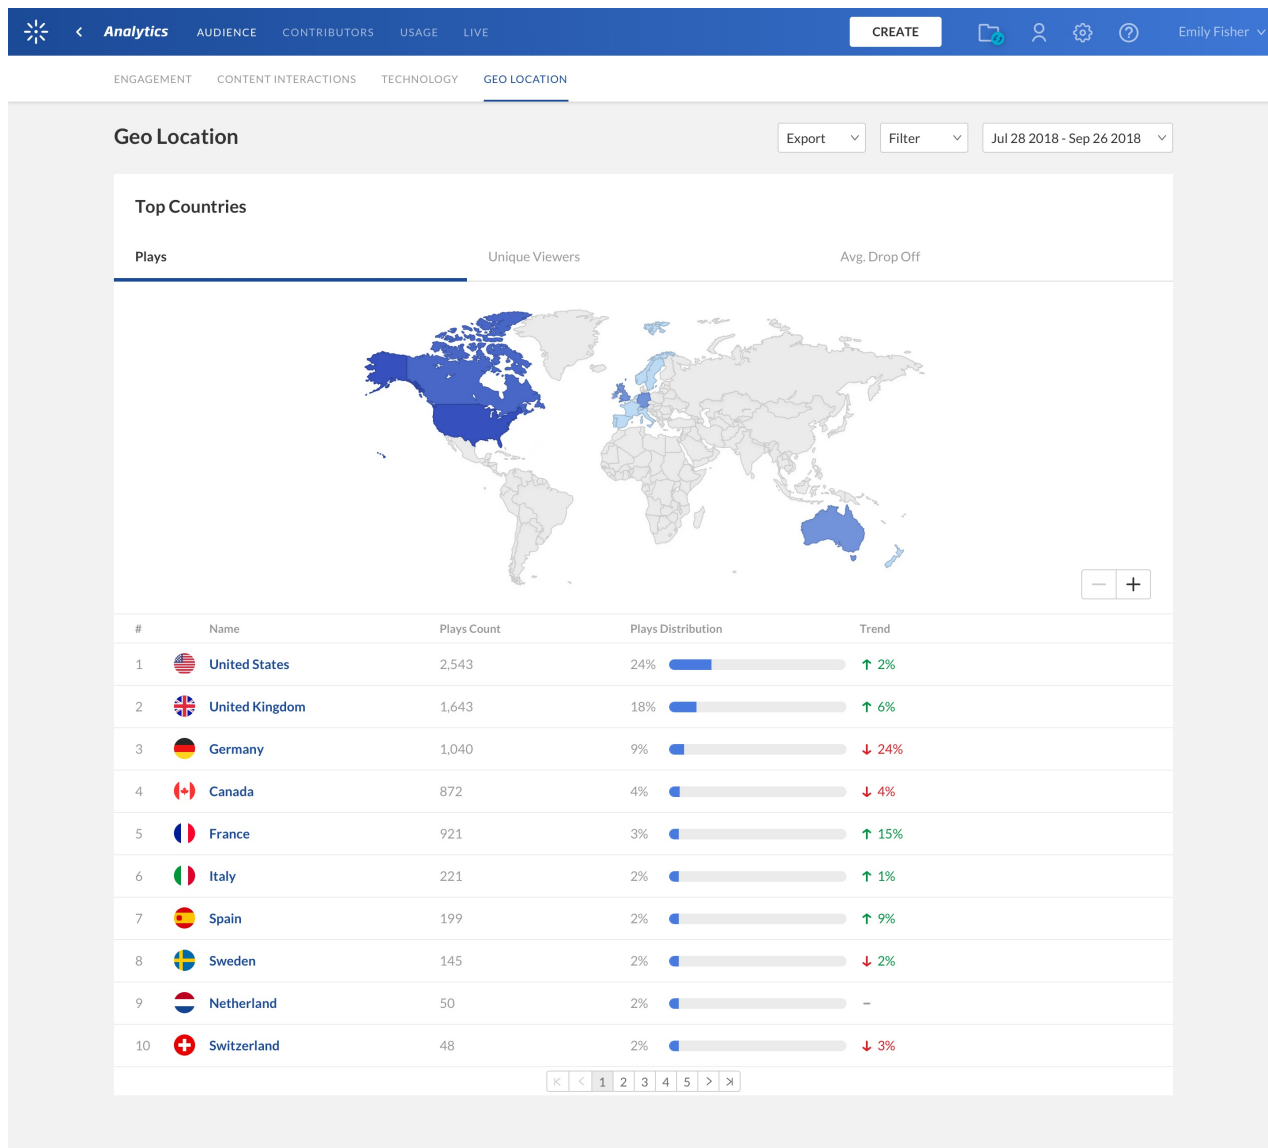 Analytics AUDIENCE CONTRIBUTORS USAGE LIVE CREATE Emily Fisher
ENGAGEMENT CONTENT INTERACTIONS TECHNOLOGY GEO LOCATION
Geo Location Export Filter Jul 28 2018 - Sep 26 2018
Top Countries
Plays Unique Viewers Avg. Drop Off
# Name Plays Count Plays Distribution Trend
1 United States 2,543 24% ↑ 2%
2 United Kingdom 1,643 18% ↑ 6%
3 Germany 1,040 9% ↓ 24%
4 Canada 872 4% ↓ 4%
5 France 921 3% ↑ 15%
6 Italy 221 2% ↑ 1%
7 Spain 199 2% ↑ 9%
8 Sweden 145 2% ↓ 2%
9 Netherland 50 2% –
10 Switzerland 48 2% ↓ 3%
1 2 3 4 5